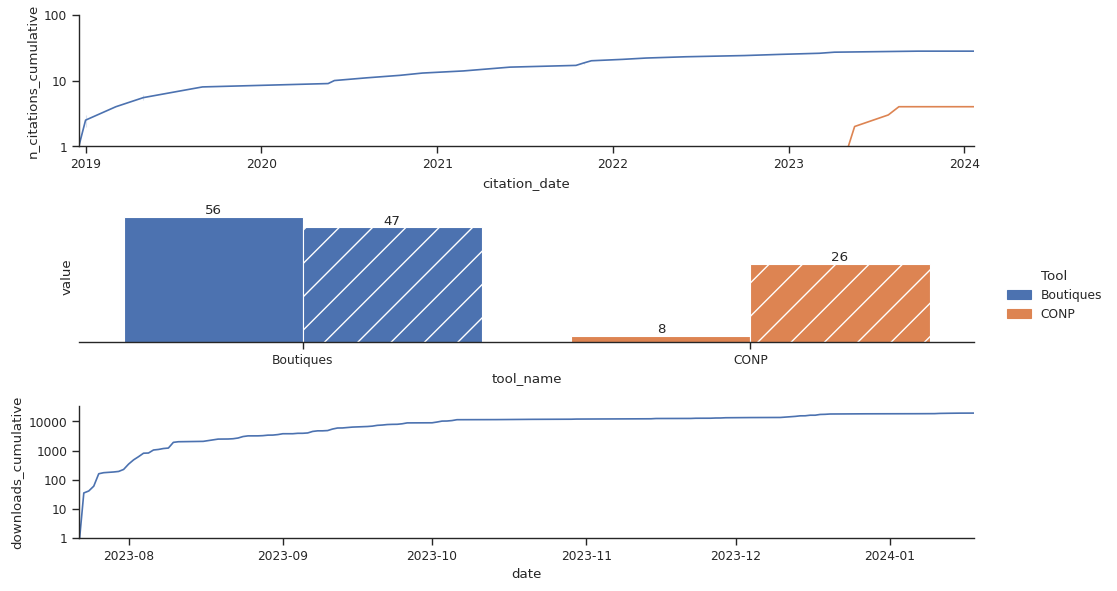 n_citations_cumulative
100
10
1
2019 2020 2021 2022 2023 2024
citation_date
value
56 47 8 26
Boutiques CONP
tool_name
Tool
Boutiques
CONP
downloads_cumulative
10000
1000
100
10
1
2023-08 2023-09 2023-10 2023-11 2023-12 2024-01
date